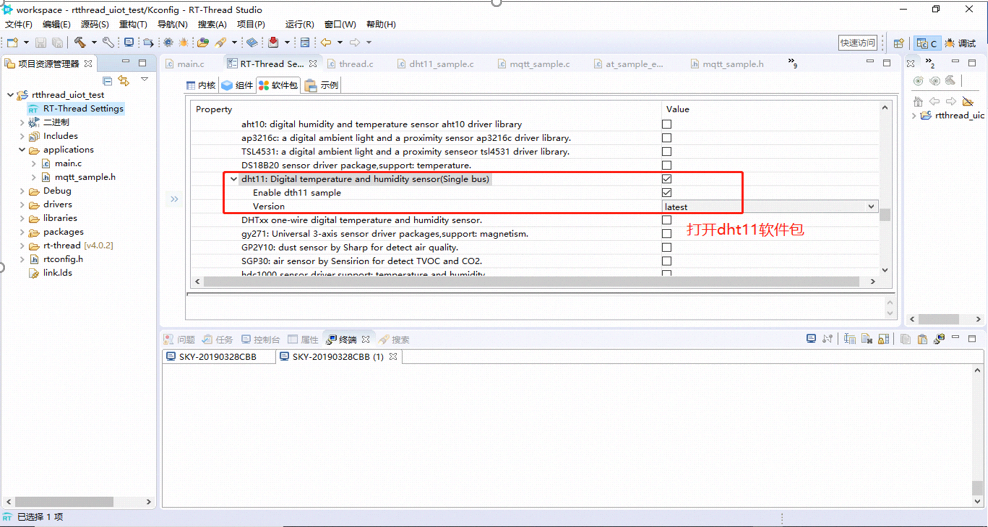 workspace - rtthread_uiot_test/Kconfig - RT-Thread Studio
文件(F) 编辑(E) 源码(S) 重构(T) 导航(N) 搜索(A) 项目(P) 运行(R) 窗口(W) 帮助(H)
快速访问
C
调试
项目资源管理器
main.c
RT-Thread Se...
thread.c
dht11_sample.c
mqtt_sample.c
at_sample_e...
mqtt_sample.h
9
2
rtthread_uiot_test
RT-Thread Settings
二进制
Includes
applications
main.c
mqtt_sample.h
Debug
drivers
libraries
packages
rt-thread [v4.0.2]
rtconfig.h
link.lds
内核 组件 软件包 示例
Property Value
aht10: digital humidity and temperature sensor aht10 driver library
ap3216c: a digital ambient light and a proximity sensor ap3216c driver library.
TSL4531: a digital ambient light and a proximity senseor tsl4531 driver library.
DS18B20 sensor driver package,support: temperature.
dht11: Digital temperature and humidity sensor(Single bus)
Enable dth11 sample
Version latest
DHTxx one-wire digital temperature and humidity sensor.
打开dht11软件包
gy271: Universal 3-axis sensor driver packages,support: magnetism.
GP2Y10: dust sensor by Sharp for detect air quality.
SGP30: air sensor by Sensirion for detect TVOC and CO2.
hdc1000 sensor driver support: temperature and humidity
rtthread_uic
问题 任务 控制台 属性 终端 搜索
SKY-20190328CBB
SKY-20190328CBB (1)
已选择 1 项